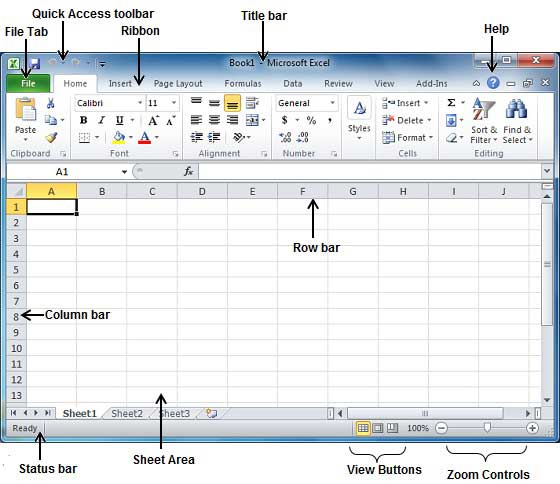 Quick Access toolbar
Title bar
File Tab
Ribbon
Help
Book1 - Microsoft Excel
File Home Insert Page Layout Formulas Data Review View Add-Ins
Calibri 11 General Insert
Paste Styles Delete Sort & Find &
Format Filter Select
Clipboard Font Alignment Number Cells Editing
A1 fx
A B C D E F G H I J
1
2
3
4
Row bar
5
6
7
8 Column bar
9
10
11
12
13
Sheet1 Sheet2 Sheet3
Ready 100%
Status bar Sheet Area View Buttons Zoom Controls